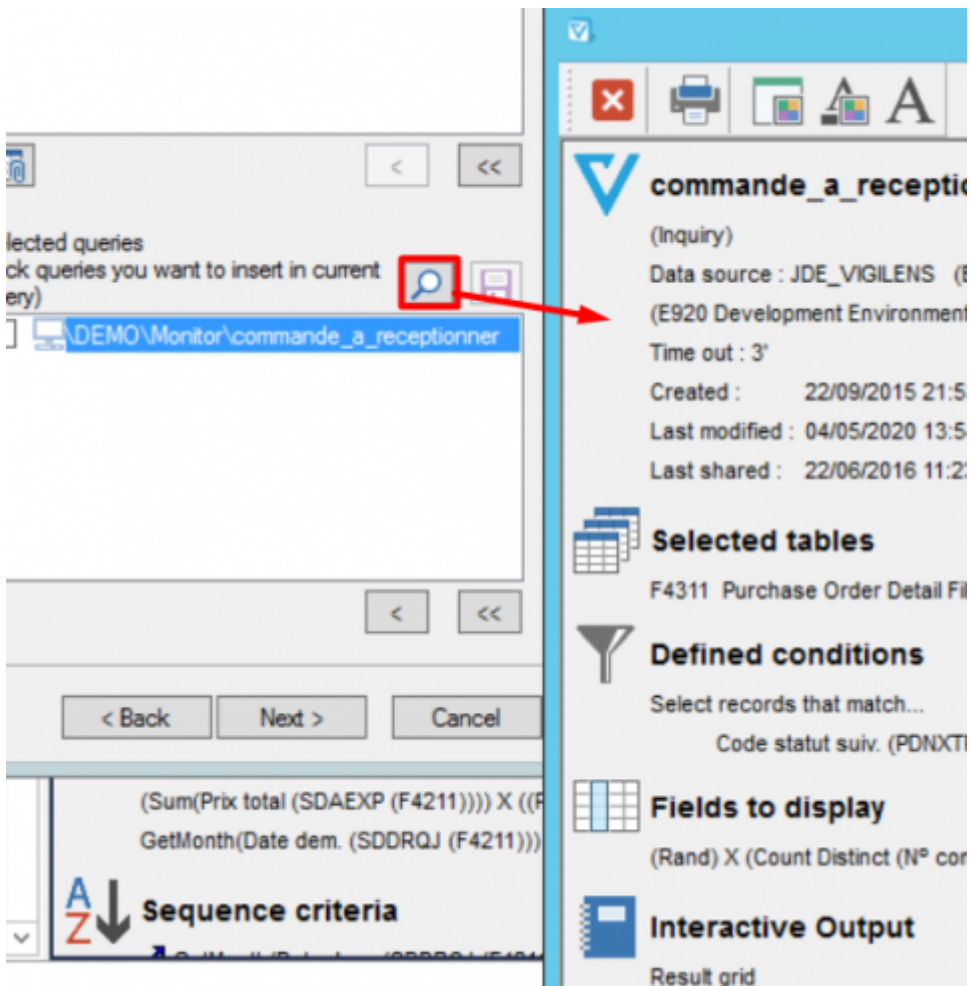 <
<<
lected queries
ck queries you want to insert in current
ery)
\DEMO\Monitor\commande_a_receptionner
<
<<
< Back
Next >
Cancel
(Sum(Prix total (SDAEXP (F4211)))) X ((F
GetMonth(Date dem. (SDDRQJ (F4211)))
A
Z
Sequence criteria
A
A
commande_a_receptio
(Inquiry)
Data source : JDE_VIGILENS (E
(E920 Development Environment
Time out : 3'
Created : 22/09/2015 21:5
Last modified : 04/05/2020 13:5
Last shared : 22/06/2016 11:2
Selected tables
F4311 Purchase Order Detail Fil
Defined conditions
Select records that match...
Code statut suiv. (PDNXT
Fields to display
(Rand) X (Count Distinct (Nº cor
Interactive Output
Result grid